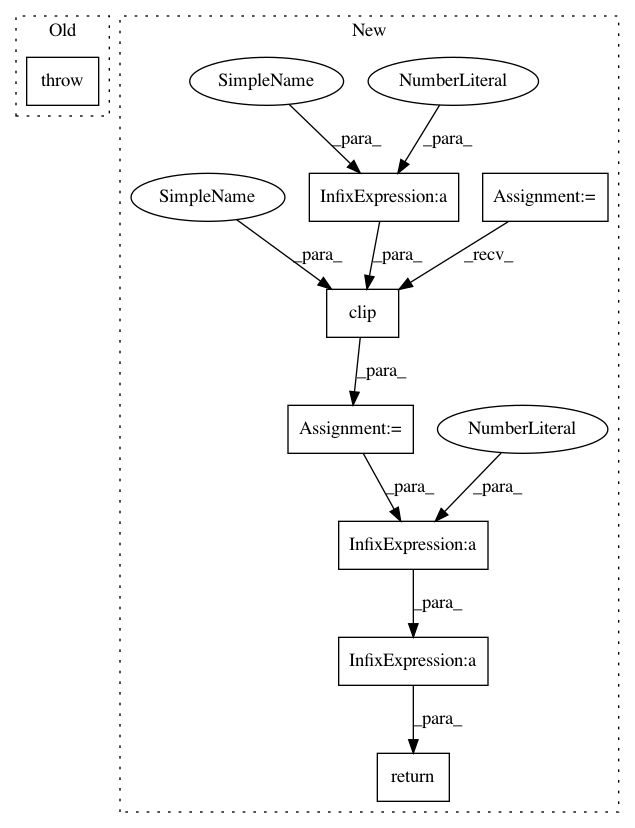 Old
New
throw
SimpleName
NumberLiteral
_para_
_para_
SimpleName
InfixExpression:a
Assignment:=
_para_
_para_
_recv_
clip
_para_
Assignment:=
NumberLiteral
_para_
_para_
InfixExpression:a
_para_
InfixExpression:a
_para_
return